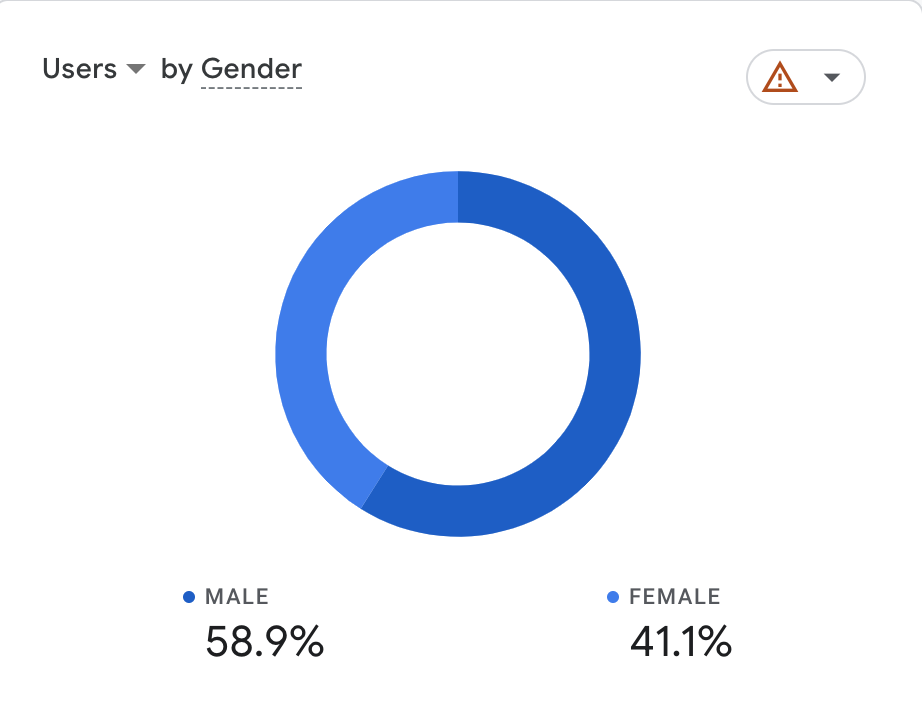 Users by Gender
MALE
58.9%
FEMALE
41.1%